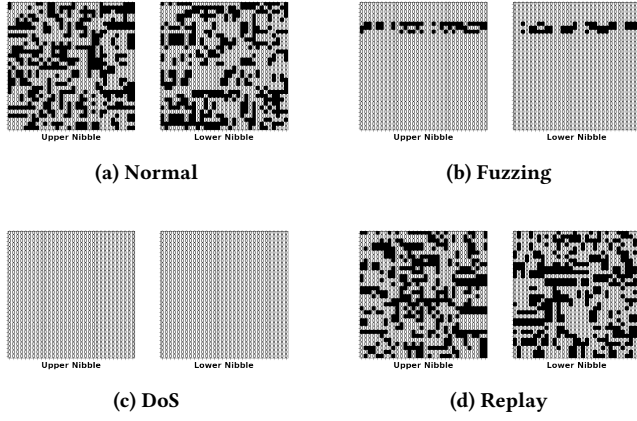 Upper Nibble Lower Nibble Upper Nibble Lower Nibble
(a) Normal (b) Fuzzing
Upper Nibble Lower Nibble Upper Nibble Lower Nibble
(c) DoS (d) Replay